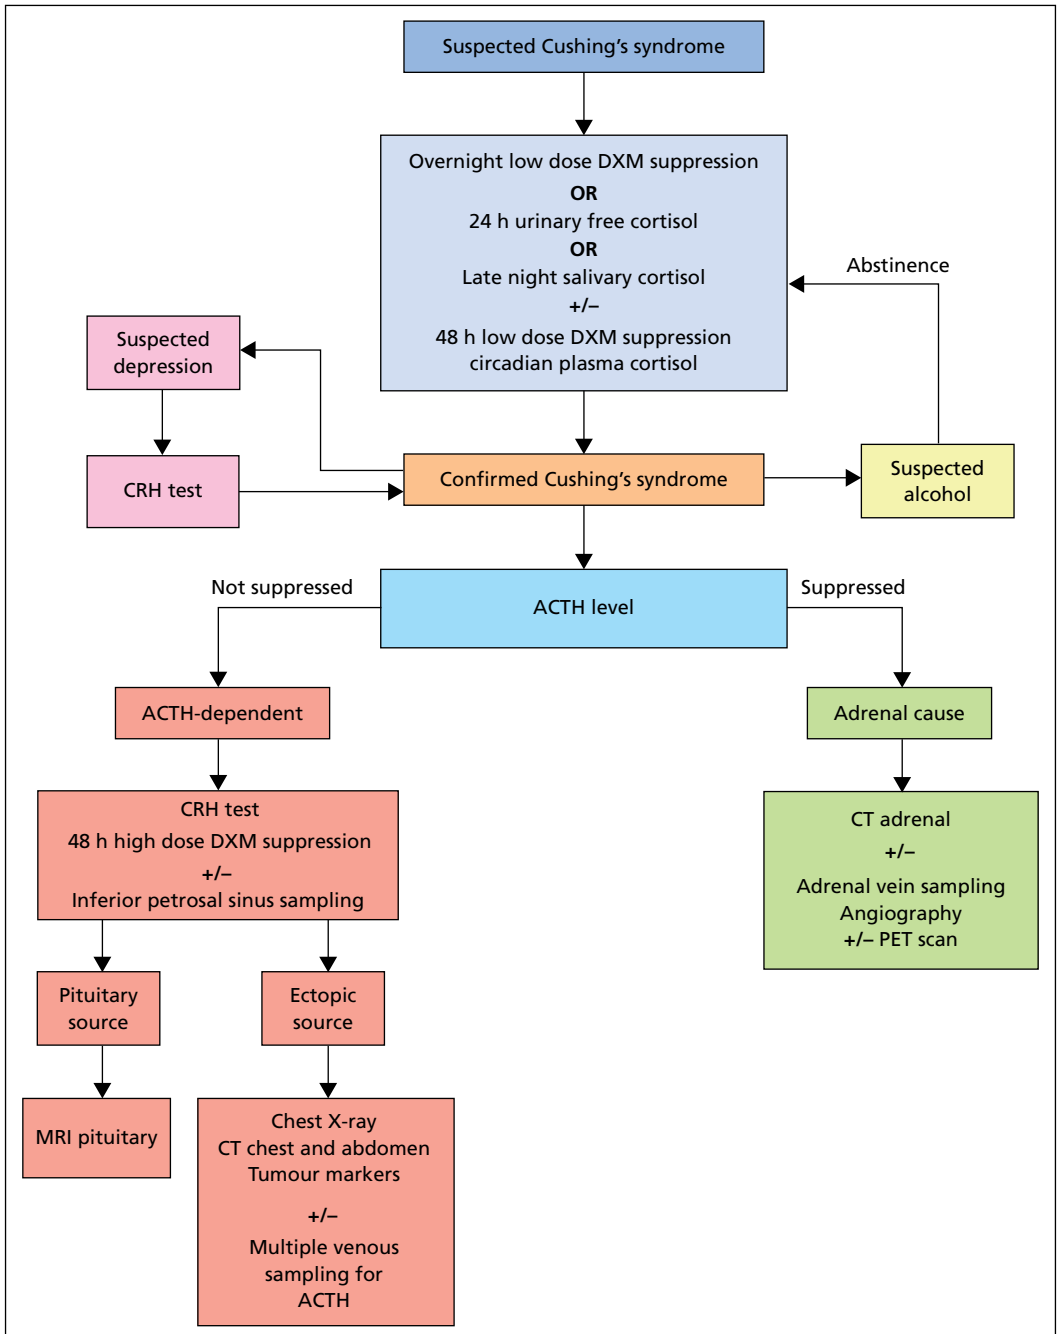 Suspected Cushing's syndrome
Overnight low dose DXM suppression
OR
24 h urinary free cortisol
OR
Late night salivary cortisol
+/–
48 h low dose DXM suppression
circadian plasma cortisol
Abstinence
Suspected
depression
CRH test
Confirmed Cushing's syndrome
Suspected
alcohol
Not suppressed
ACTH level
Suppressed
ACTH-dependent
Adrenal cause
CRH test
48 h high dose DXM suppression
+/–
Inferior petrosal sinus sampling
CT adrenal
+/–
Adrenal vein sampling
Angiography
+/– PET scan
Pituitary
source
Ectopic
source
MRI pituitary
Chest X-ray
CT chest and abdomen
Tumour markers
+/–
Multiple venous
sampling for
ACTH